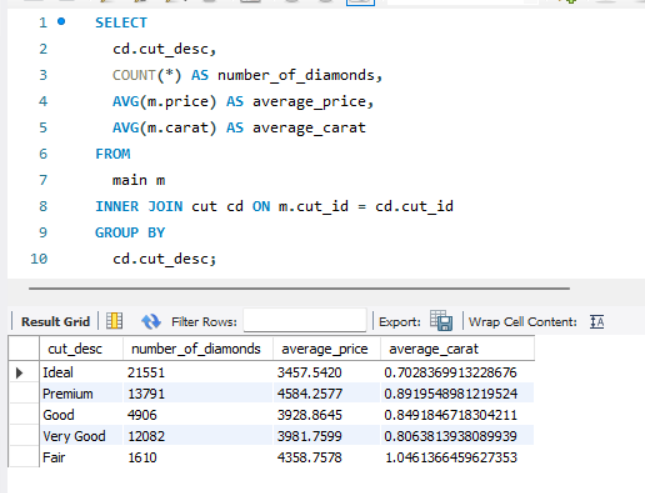 1 SELECT
2 cd.cut_desc,
3 COUNT(*) AS number_of_diamonds,
4 AVG(m.price) AS average_price,
5 AVG(m.carat) AS average_carat
6 FROM
7 main m
8 INNER JOIN cut cd ON m.cut_id = cd.cut_id
9 GROUP BY
10 cd.cut_desc;
Result Grid Filter Rows: Export: Wrap Cell Content: IA
cut_desc number_of_diamonds average_price average_carat
Ideal 21551 3457.5420 0.7028369913228676
Premium 13791 4584.2577 0.8919548981219524
Good 4906 3928.8645 0.8491846718304211
Very Good 12082 3981.7599 0.8063813938089939
Fair 1610 4358.7578 1.0461366459627353